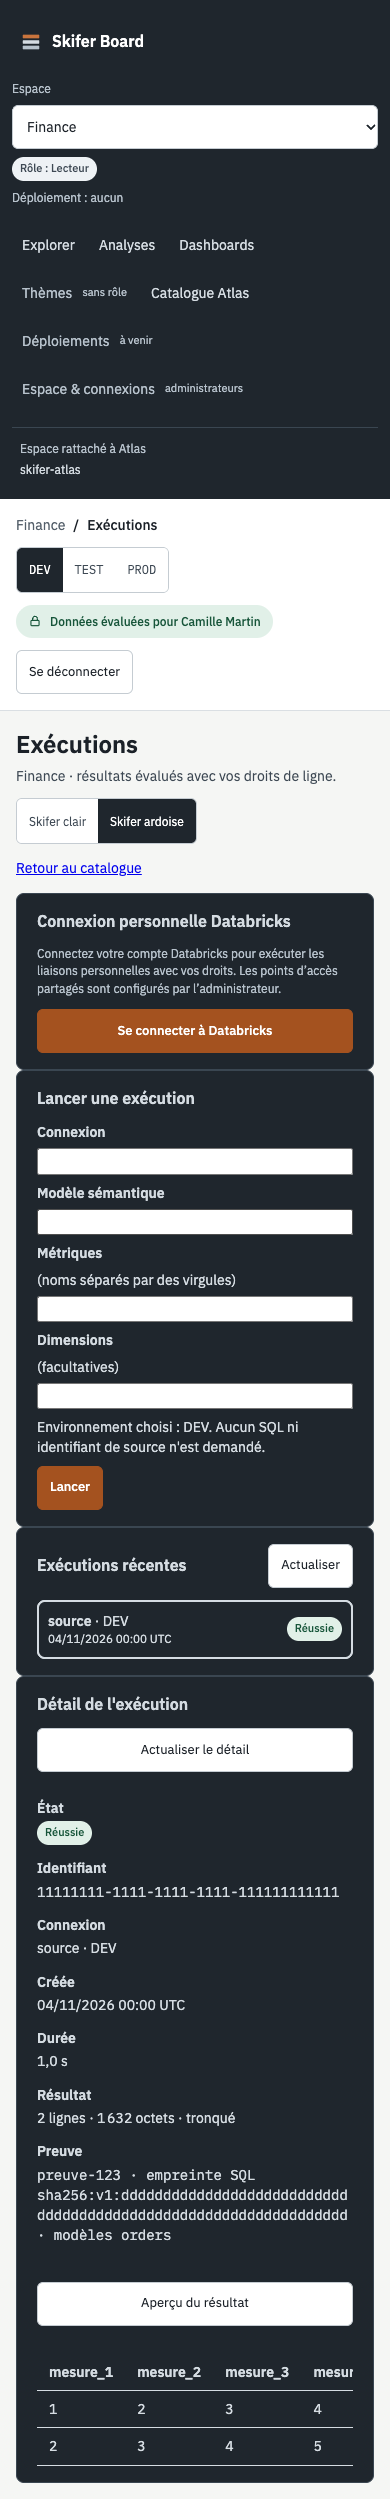 Skifer Board
Espace
Finance
Rôle : Lecteur
Déploiement : aucun
Explorer Analyses Dashboards
Thèmes sans rôle Catalogue Atlas
Déploiements à venir
Espace & connexions administrateurs
Espace rattaché à Atlas
skifer-atlas
Finance / Exécutions
DEV TEST PROD
Données évaluées pour Camille Martin
Se déconnecter
Exécutions
Finance · résultats évalués avec vos droits de ligne.
Skifer clair Skifer ardoise
Retour au catalogue
Connexion personnelle Databricks
Connectez votre compte Databricks pour exécuter les
liaisons personnelles avec vos droits. Les points d’accès
partagés sont configurés par l’administrateur.
Se connecter à Databricks
Lancer une exécution
Connexion
Modèle sémantique
Métriques
(noms séparés par des virgules)
Dimensions
(facultatives)
Environnement choisi : DEV. Aucun SQL ni
identifiant de source n'est demandé.
Lancer
Exécutions récentes Actualiser
source · DEV
04/11/2026 00:00 UTC
Réussie
Détail de l'exécution
Actualiser le détail
État
Réussie
Identifiant
11111111-1111-1111-1111-111111111111
Connexion
source · DEV
Créée
04/11/2026 00:00 UTC
Durée
1,0 s
Résultat
2 lignes · 1 632 octets · tronqué
Preuve
preuve-123 · empreinte SQL
sha256:v1:dddddddddddddddddddddddddddd
dddddddddddddddddddddddddddddddddddd
· modèles orders
Aperçu du résultat
mesure_1 mesure_2 mesure_3 mesur
1 2 3 4
2 3 4 5